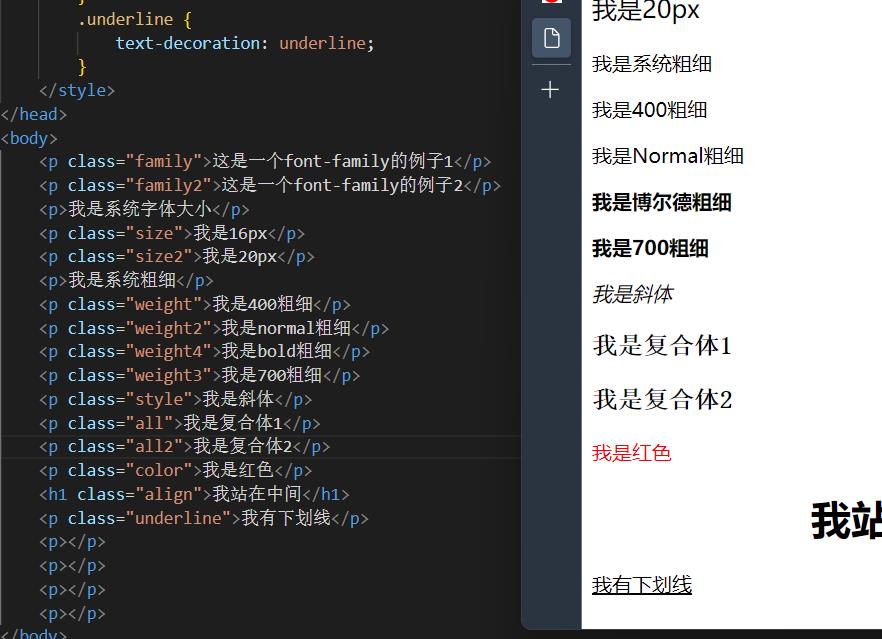 }
.underline {
text-decoration: underline;
}
</style>
</head>
<body>
<p class="family">这是一个font-family的例子1</p>
<p class="family2">这是一个font-family的例子2</p>
<p>我是系统字体大小</p>
<p class="size">我是16px</p>
<p class="size2">我是20px</p>
<p>我是系统粗细</p>
<p class="weight">我是400粗细</p>
<p class="weight2">我是normal粗细</p>
<p class="weight4">我是bold粗细</p>
<p class="weight3">我是700粗细</p>
<p class="style">我是斜体</p>
<p class="all">我是复合体1</p>
<p class="all2">我是复合体2</p>
<p class="color">我是红色</p>
<h1 class="align">我站在中间</h1>
<p class="underline">我有下划线</p>
<p></p>
<p></p>
<p></p>
<p></p>
</body>
我是20px
我是系统粗细
我是400粗细
我是Normal粗细
我是博尔德粗细
我是700粗细
我是斜体
我是复合体1
我是复合体2
我是红色
我站
我有下划线